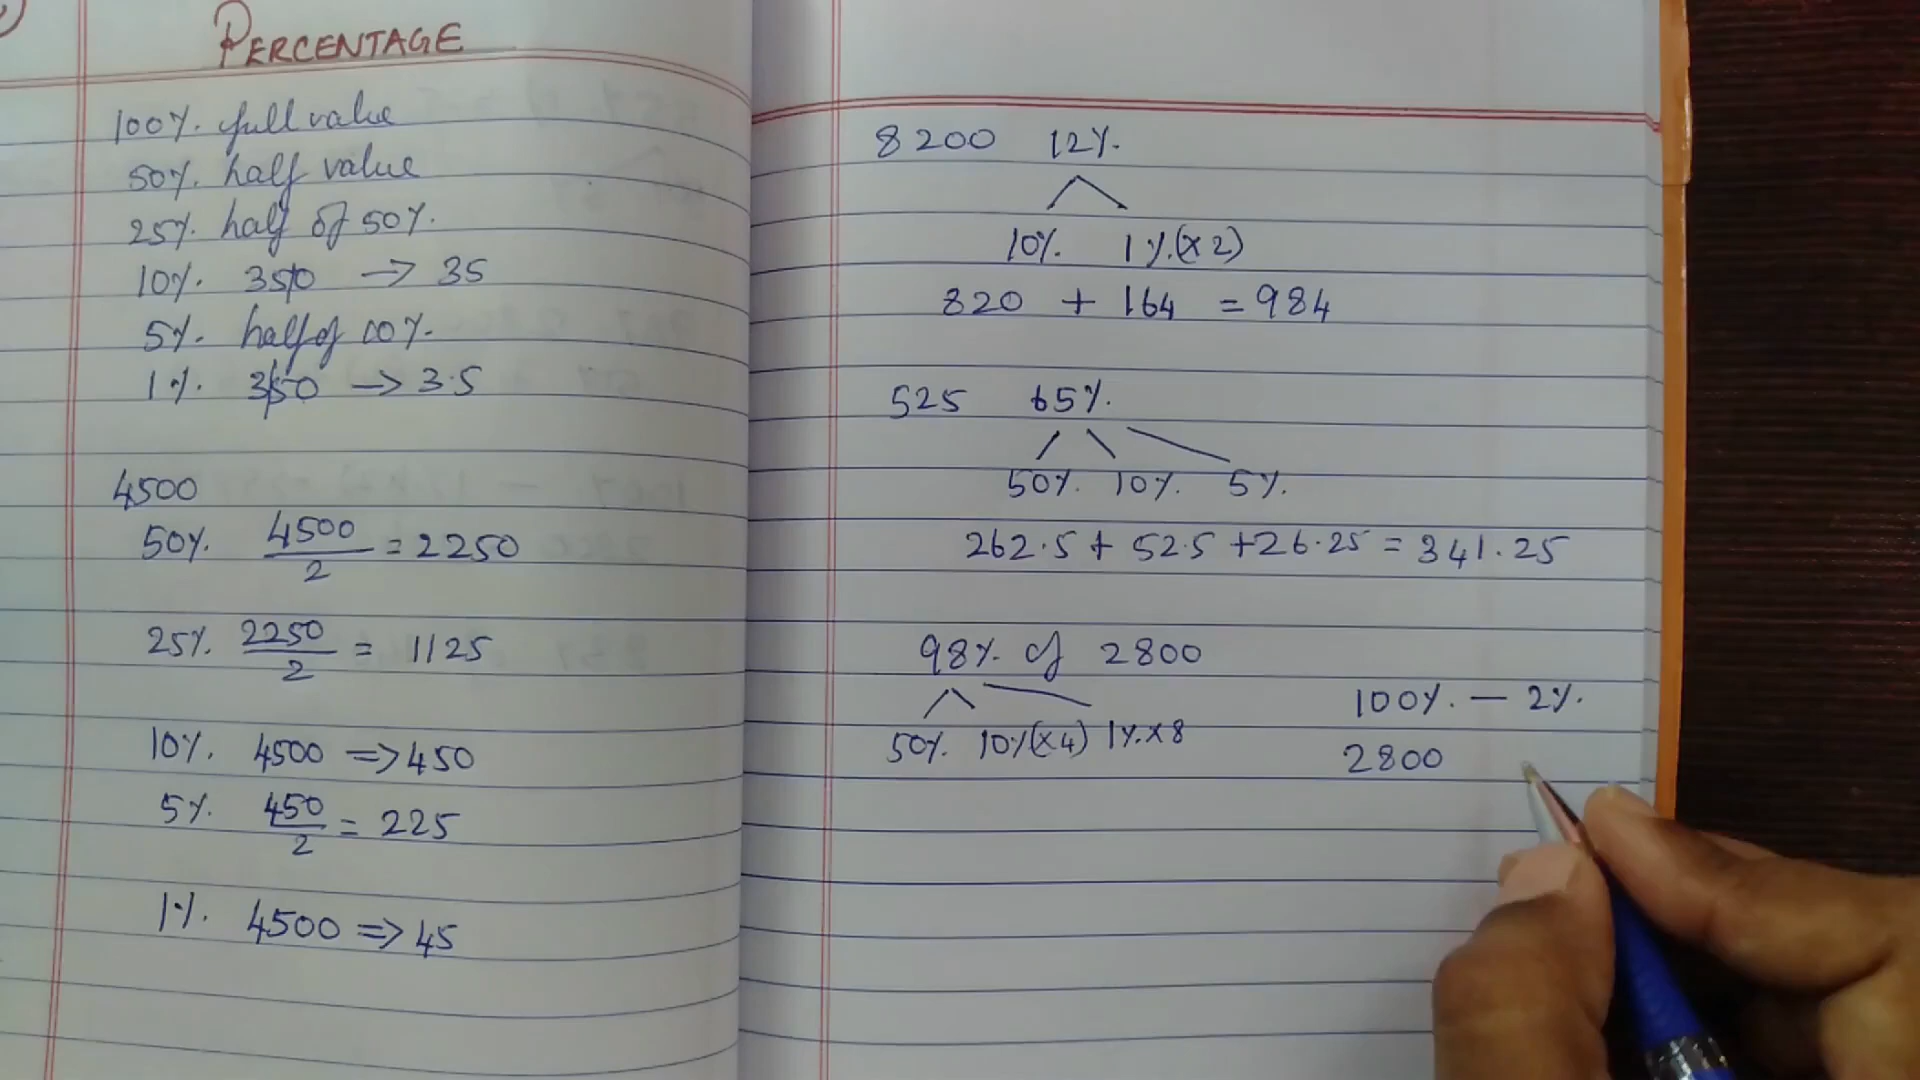 PERCENTAGE
100% full value
50% half value
25% half of 50%.
10% 350 -> 35
5% half of 10%.
1% 350 -> 3.5
4500
50% 4500/2 = 2250
25% 2250/2 = 1125
10% 4500 => 450
5% 450/2 = 225
1% 4500 => 45
8200 12%
10% 1%(x2)
820 + 164 = 984
525 65%
50% 10% 5%
262.5 + 52.5 + 26.25 = 341.25
98% of 2800
50% 10%(x4) 1%x8
100% - 2%
2800